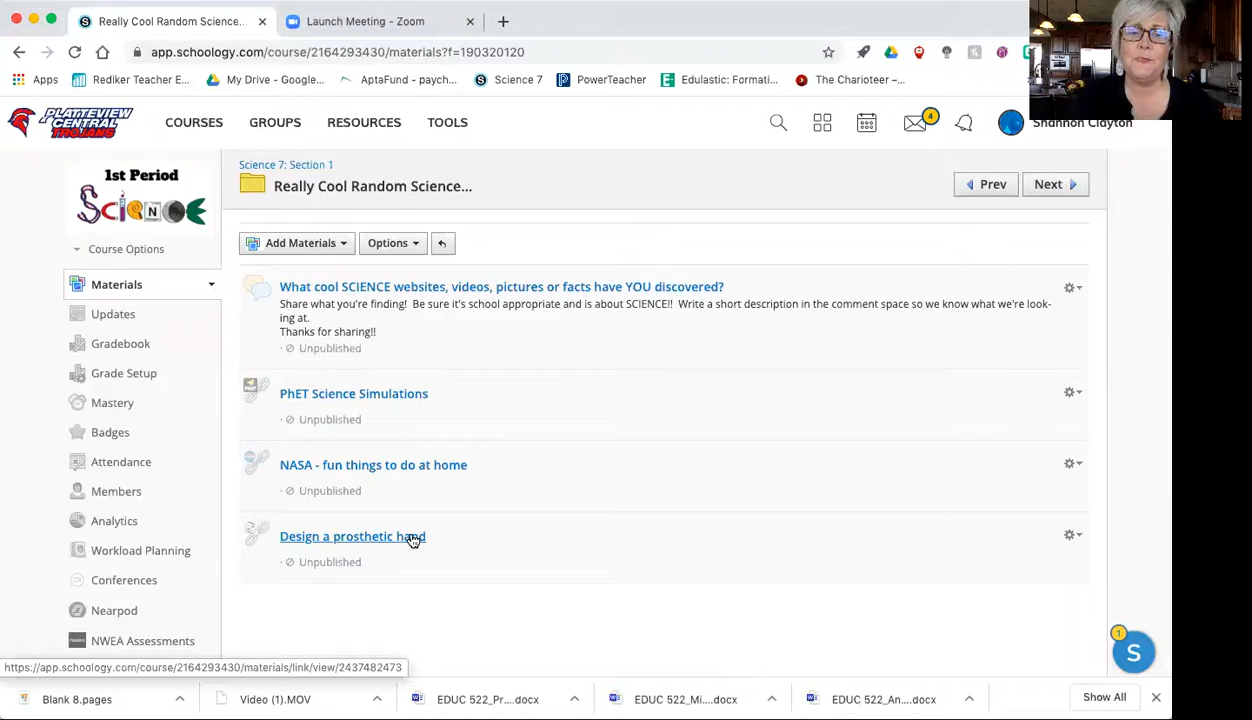 Really Cool Random Science...
Launch Meeting - Zoom
app.schoology.com/course/2164293430/materials?f=190320120
Apps
Rediker Teacher E...
My Drive - Google...
AptaFund - paych...
Science 7
PowerTeacher
Edulastic: Formati...
The Charioteer –...
PLATTEVIEW
CENTRAL
TROJANS
COURSES
GROUPS
RESOURCES
TOOLS
4
Shannon Clayton
1st Period
Science
Course Options
Materials
Updates
Gradebook
Grade Setup
Mastery
Badges
Attendance
Members
Analytics
Workload Planning
Conferences
Nearpod
NWEA Assessments
Science 7: Section 1
Really Cool Random Science...
Prev
Next
Add Materials
Options
What cool SCIENCE websites, videos, pictures or facts have YOU discovered?
Share what you're finding! Be sure it's school appropriate and is about SCIENCE!! Write a short description in the comment space so we know what we're look-
ing at.
Thanks for sharing!!
· Unpublished
PhET Science Simulations
· Unpublished
NASA - fun things to do at home
· Unpublished
Design a prosthetic hand
· Unpublished
1
S
https://app.schoology.com/course/2164293430/materials/link/view/2437482473
Blank 8.pages
Video (1).MOV
EDUC 522_Pr....docx
EDUC 522_Mi....docx
EDUC 522_An....docx
Show All